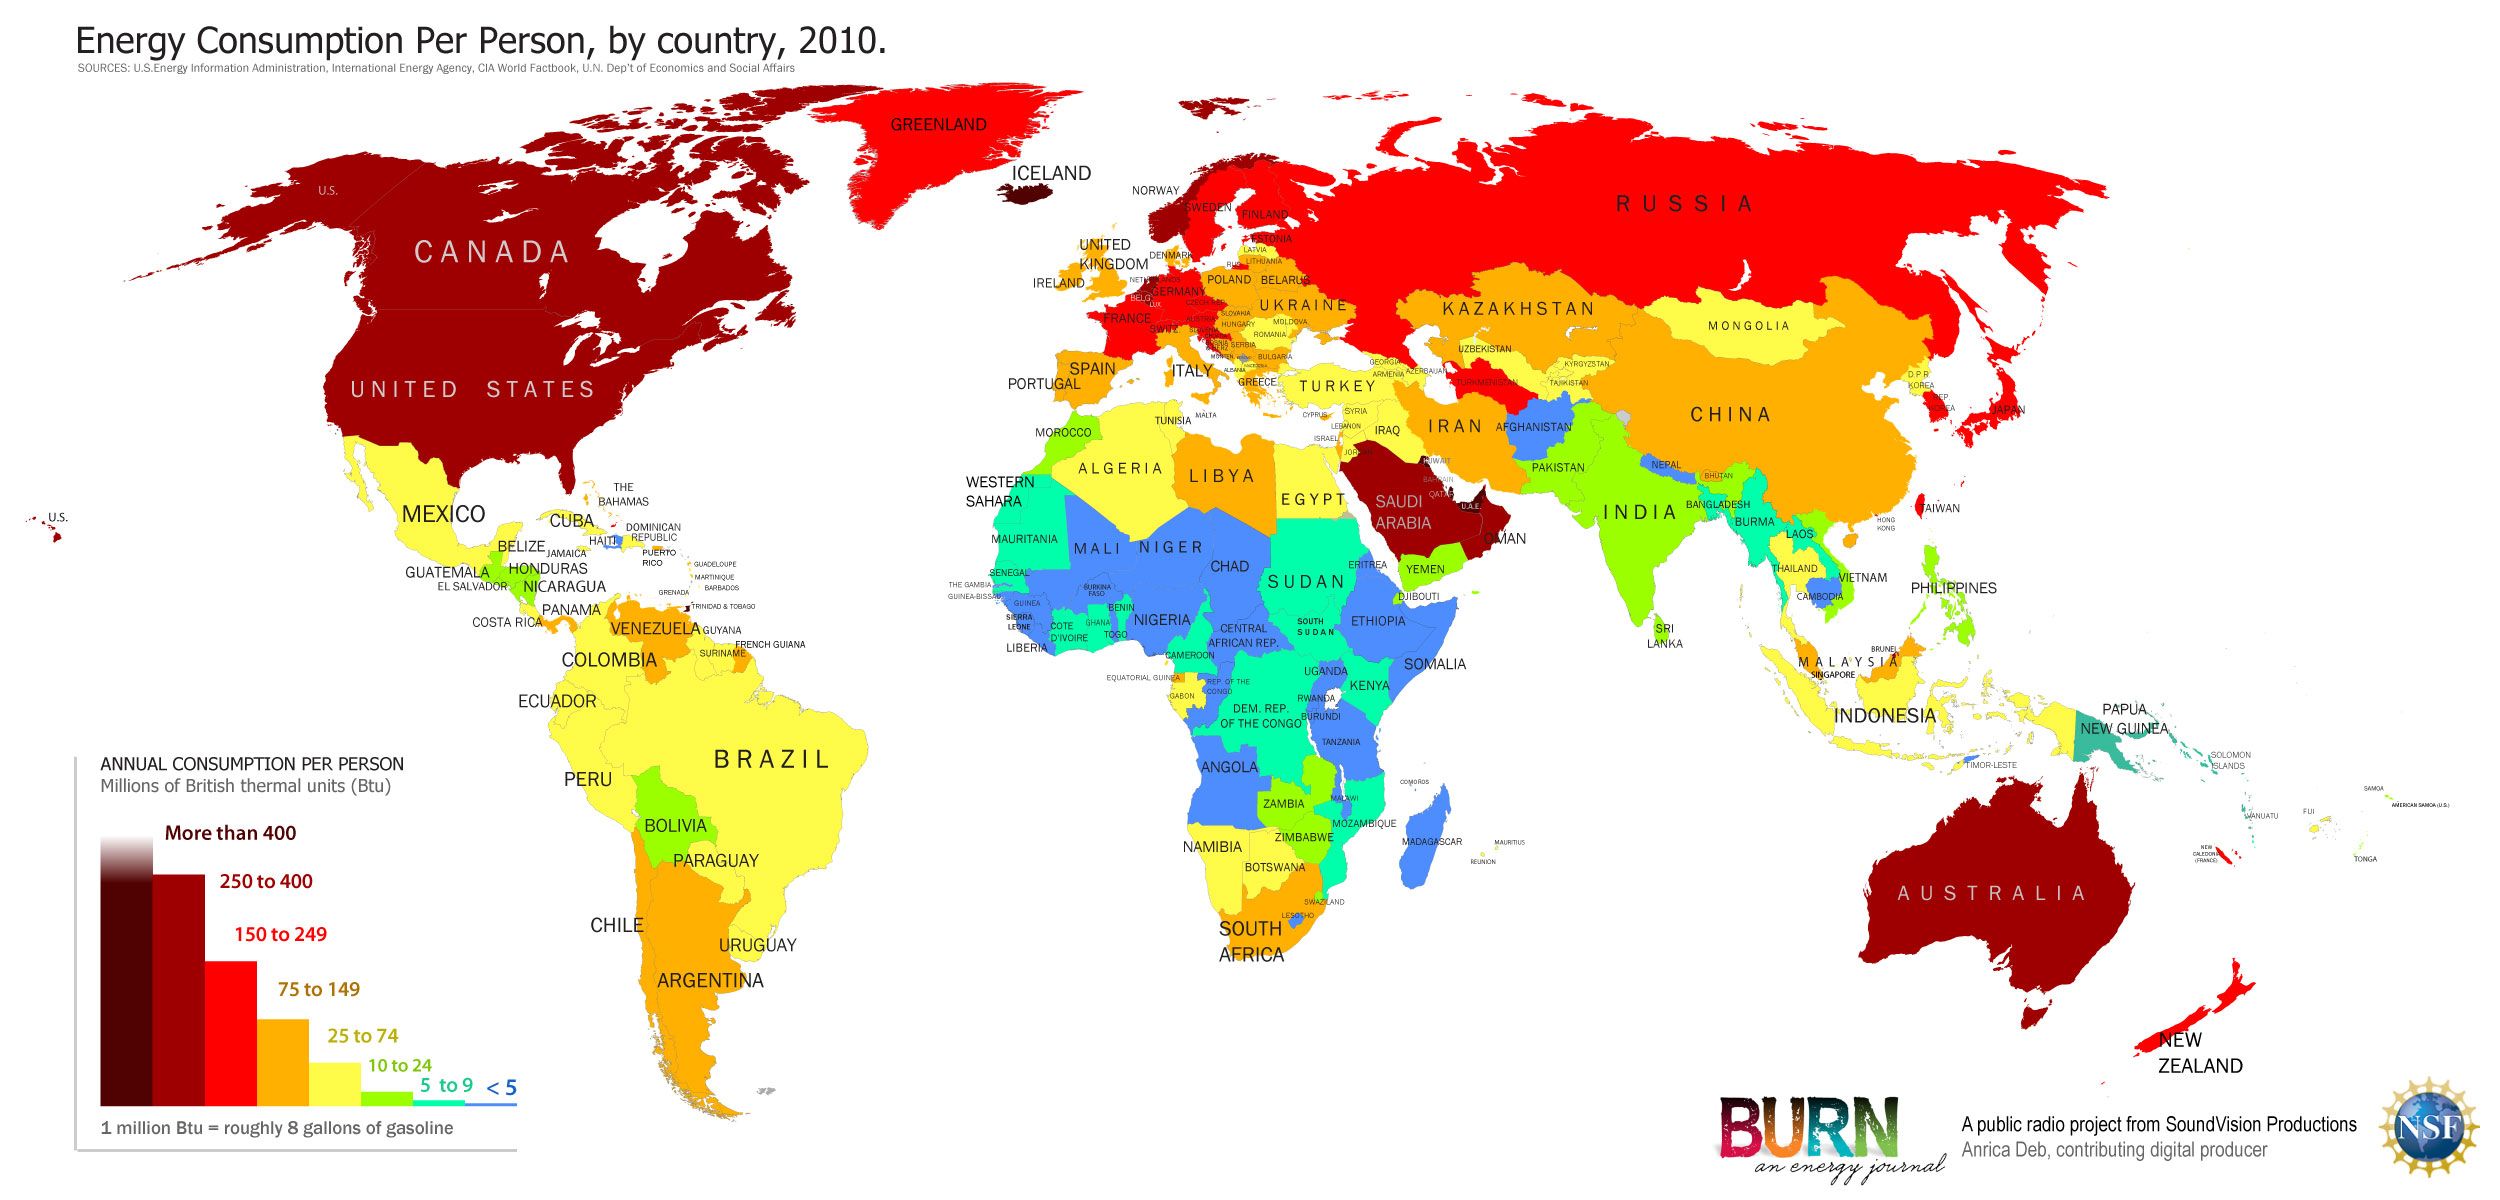 Energy Consumption Per Person, by country, 2010.
SOURCES: U.S.Energy Information Administration, International Energy Agency, CIA World Factbook, U.N. Dep't of Economics and Social Affairs
GREENLAND
ICELAND
U.S.
CANADA
UNITED STATES
U.S.
MEXICO
THE
BAHAMAS
CUBA
DOMINICAN
REPUBLIC
HAITI
JAMAICA
PUERTO
RICO
BELIZE
GUATEMALA
HONDURAS
EL SALVADOR
NICARAGUA
GUADELOUPE
MARTINIQUE
BARBADOS
GRENADA
TRINIDAD & TOBAGO
COSTA RICA
PANAMA
VENEZUELA
GUYANA
SURINAME
FRENCH GUIANA
COLOMBIA
ECUADOR
BRAZIL
PERU
BOLIVIA
PARAGUAY
CHILE
URUGUAY
ARGENTINA
NORWAY
SWEDEN
FINLAND
ESTONIA
LATVIA
LITHUANIA
RUS.
UNITED
KINGDOM
IRELAND
DENMARK
NETHERLANDS
BELG.
LUX.
GERMANY
POLAND
BELARUS
UKRAINE
CZECH REP.
SLOVAKIA
FRANCE
SWITZ.
AUSTRIA
HUNGARY
MOLDOVA
ROMANIA
SLOVENIA
SERBIA
MONTEN.
BULGARIA
ALBANIA
MACEDONIA
SPAIN
PORTUGAL
ITALY
GREECE
MALTA
CYPRUS
TURKEY
GEORGIA
ARMENIA
AZERBAIJAN
RUSSIA
KAZAKHSTAN
UZBEKISTAN
KYRGYZSTAN
TURKMENISTAN
TAJIKISTAN
MONGOLIA
CHINA
D P R
KOREA
REP.
KOREA
JAPAN
SYRIA
LEBANON
ISRAEL
JORDAN
IRAQ
IRAN
KUWAIT
BAHRAIN
QATAR
U.A.E.
SAUDI
ARABIA
OMAN
YEMEN
AFGHANISTAN
PAKISTAN
NEPAL
BHUTAN
INDIA
BANGLADESH
BURMA
LAOS
THAILAND
VIETNAM
CAMBODIA
SRI
LANKA
HONG
KONG
TAIWAN
PHILIPPINES
BRUNEI
MALAYSIA
SINGAPORE
INDONESIA
TIMOR-LESTE
PAPUA
NEW GUINEA
SOLOMON
ISLANDS
VANUATU
FIJI
SAMOA
AMERICAN SAMOA (U.S.)
TONGA
NEW
CALEDONIA
(FRANCE)
AUSTRALIA
NEW
ZEALAND
MOROCCO
TUNISIA
ALGERIA
LIBYA
EGYPT
WESTERN
SAHARA
MAURITANIA
MALI
NIGER
CHAD
SUDAN
ERITREA
DJIBOUTI
SENEGAL
THE GAMBIA
GUINEA-BISSAU
GUINEA
SIERRA
LEONE
LIBERIA
COTE
D'IVOIRE
BURKINA
FASO
GHANA
BENIN
TOGO
NIGERIA
CAMEROON
CENTRAL
AFRICAN REP.
SOUTH
SUDAN
ETHIOPIA
SOMALIA
EQUATORIAL GUINEA
GABON
REP. OF THE
CONGO
DEM. REP.
OF THE CONGO
UGANDA
KENYA
RWANDA
BURUNDI
TANZANIA
ANGOLA
ZAMBIA
MALAWI
MOZAMBIQUE
COMOROS
ZIMBABWE
NAMIBIA
BOTSWANA
MADAGASCAR
MAURITIUS
REUNION
SWAZILAND
LESOTHO
SOUTH
AFRICA
ANNUAL CONSUMPTION PER PERSON
Millions of British thermal units (Btu)
More than 400
250 to 400
150 to 249
75 to 149
25 to 74
10 to 24
5 to 9
< 5
1 million Btu = roughly 8 gallons of gasoline
BURN
an energy journal
A public radio project from SoundVision Productions
Anrica Deb, contributing digital producer
NSF